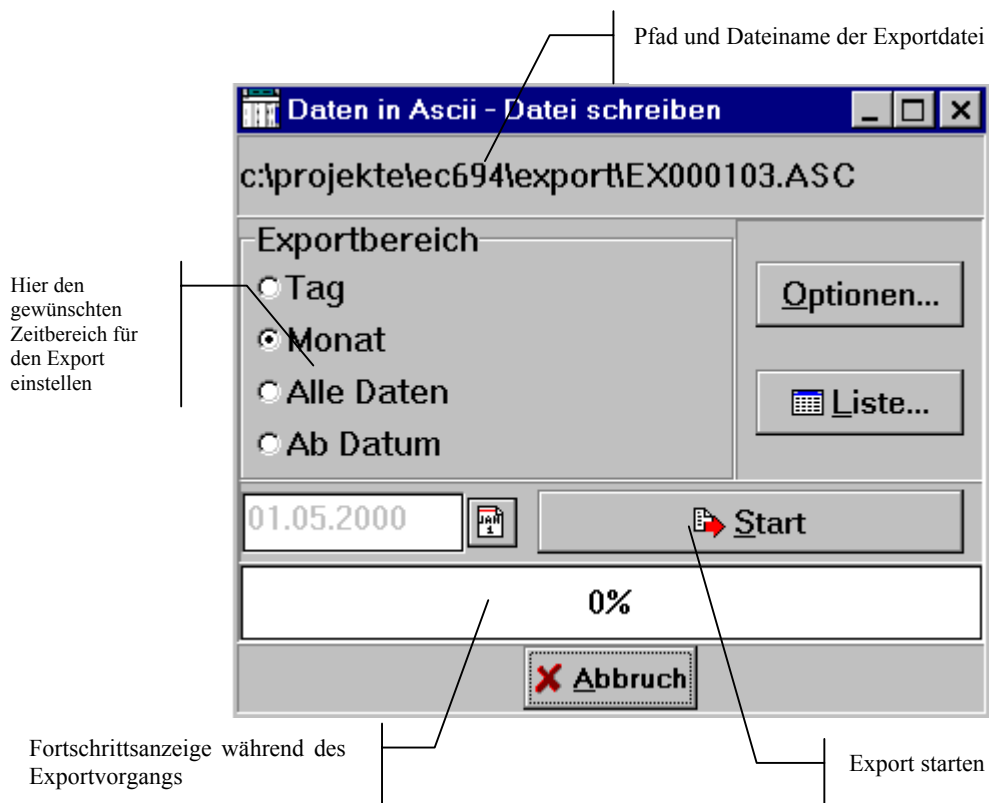 Pfad und Dateiname der Exportdatei
Daten in Ascii - Datei schreiben
c:\projekte\ec694\export\EX000103.ASC
Exportbereich
Tag
Monat
Alle Daten
Ab Datum
Optionen...
Liste...
Hier den
gewünschten
Zeitbereich für
den Export
einstellen
01.05.2000
JAN
1
Start
0%
Abbruch
Fortschrittsanzeige während des
Exportvorgangs
Export starten